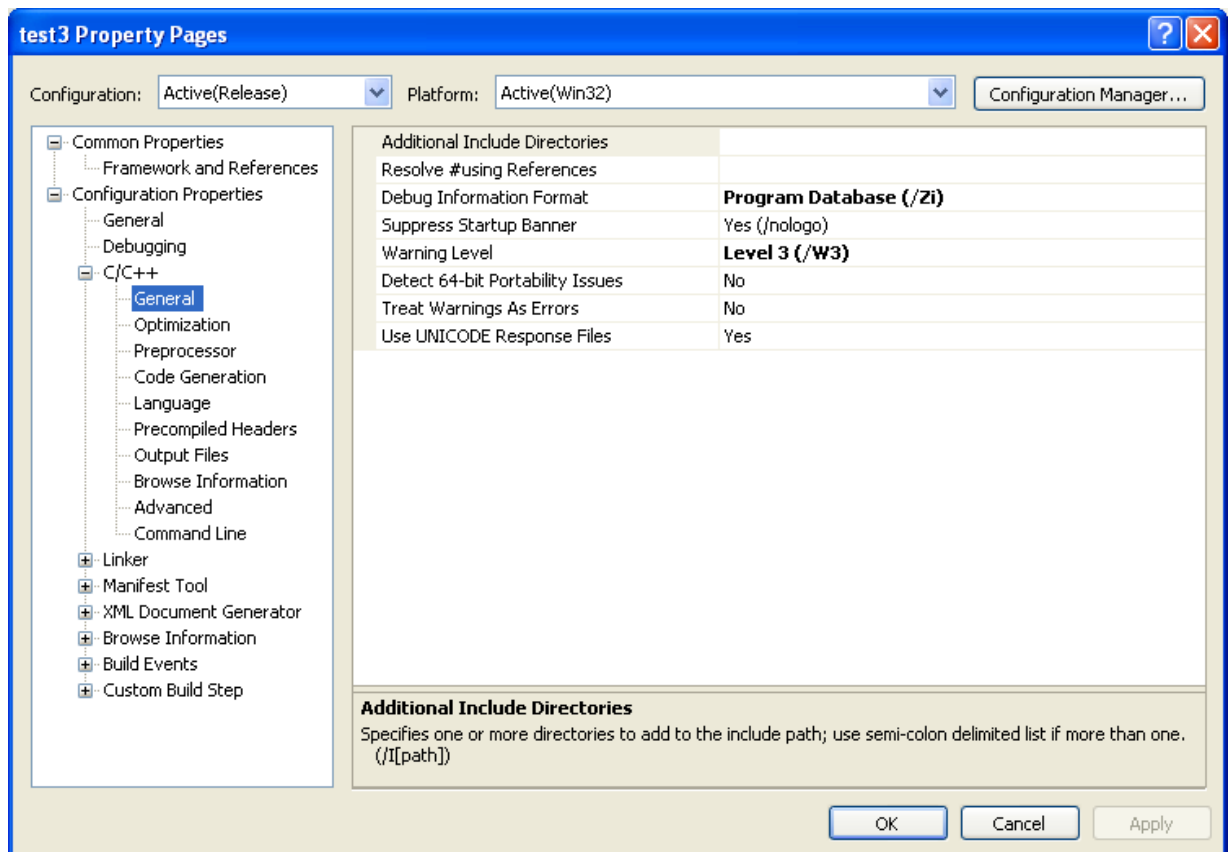 test3 Property Pages
Configuration: Active(Release) Platform: Active(Win32) Configuration Manager...
Common Properties
Framework and References
Configuration Properties
General
Debugging
C/C++
General
Optimization
Preprocessor
Code Generation
Language
Precompiled Headers
Output Files
Browse Information
Advanced
Command Line
Linker
Manifest Tool
XML Document Generator
Browse Information
Build Events
Custom Build Step
Additional Include Directories
Resolve #using References
Debug Information Format Program Database (/Zi)
Suppress Startup Banner Yes (/nologo)
Warning Level Level 3 (/W3)
Detect 64-bit Portability Issues No
Treat Warnings As Errors No
Use UNICODE Response Files Yes
Additional Include Directories
Specifies one or more directories to add to the include path; use semi-colon delimited list if more than one.
(/I[path])
OK Cancel Apply